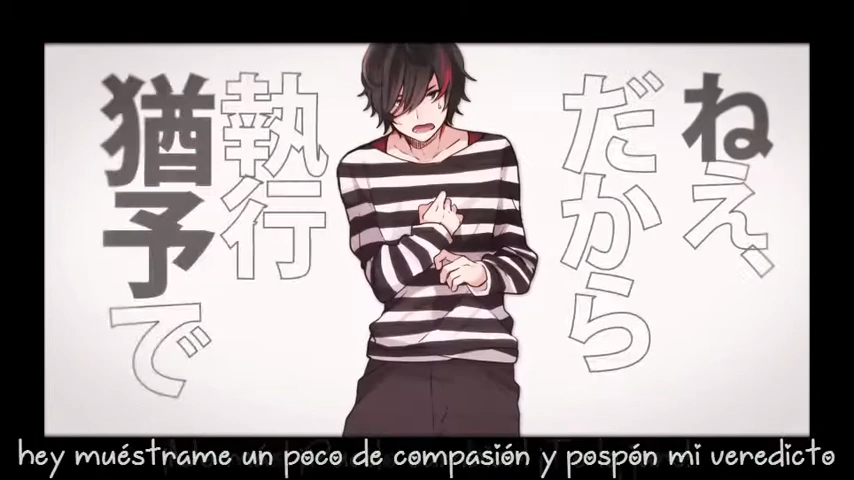 ねえ、
だから
執行
猶予で
hey muéstrame un poco de compasión y pospón mi veredicto